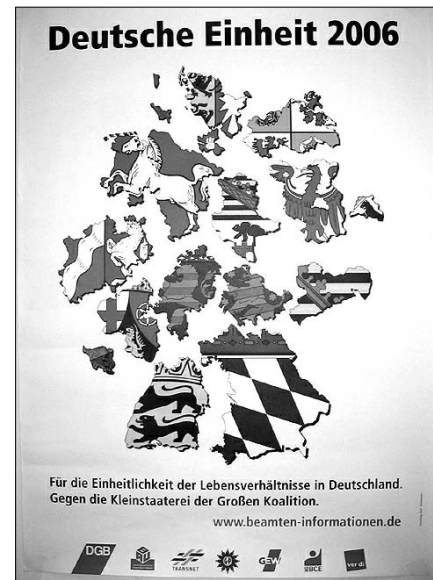 Deutsche Einheit 2006
Für die Einheitlichkeit der Lebensverhältnisse in Deutschland.
Gegen die Kleinstaaterei der Großen Koalition.
www.beamten-informationen.de
DGB
TRANSNET
GEW
ver.di